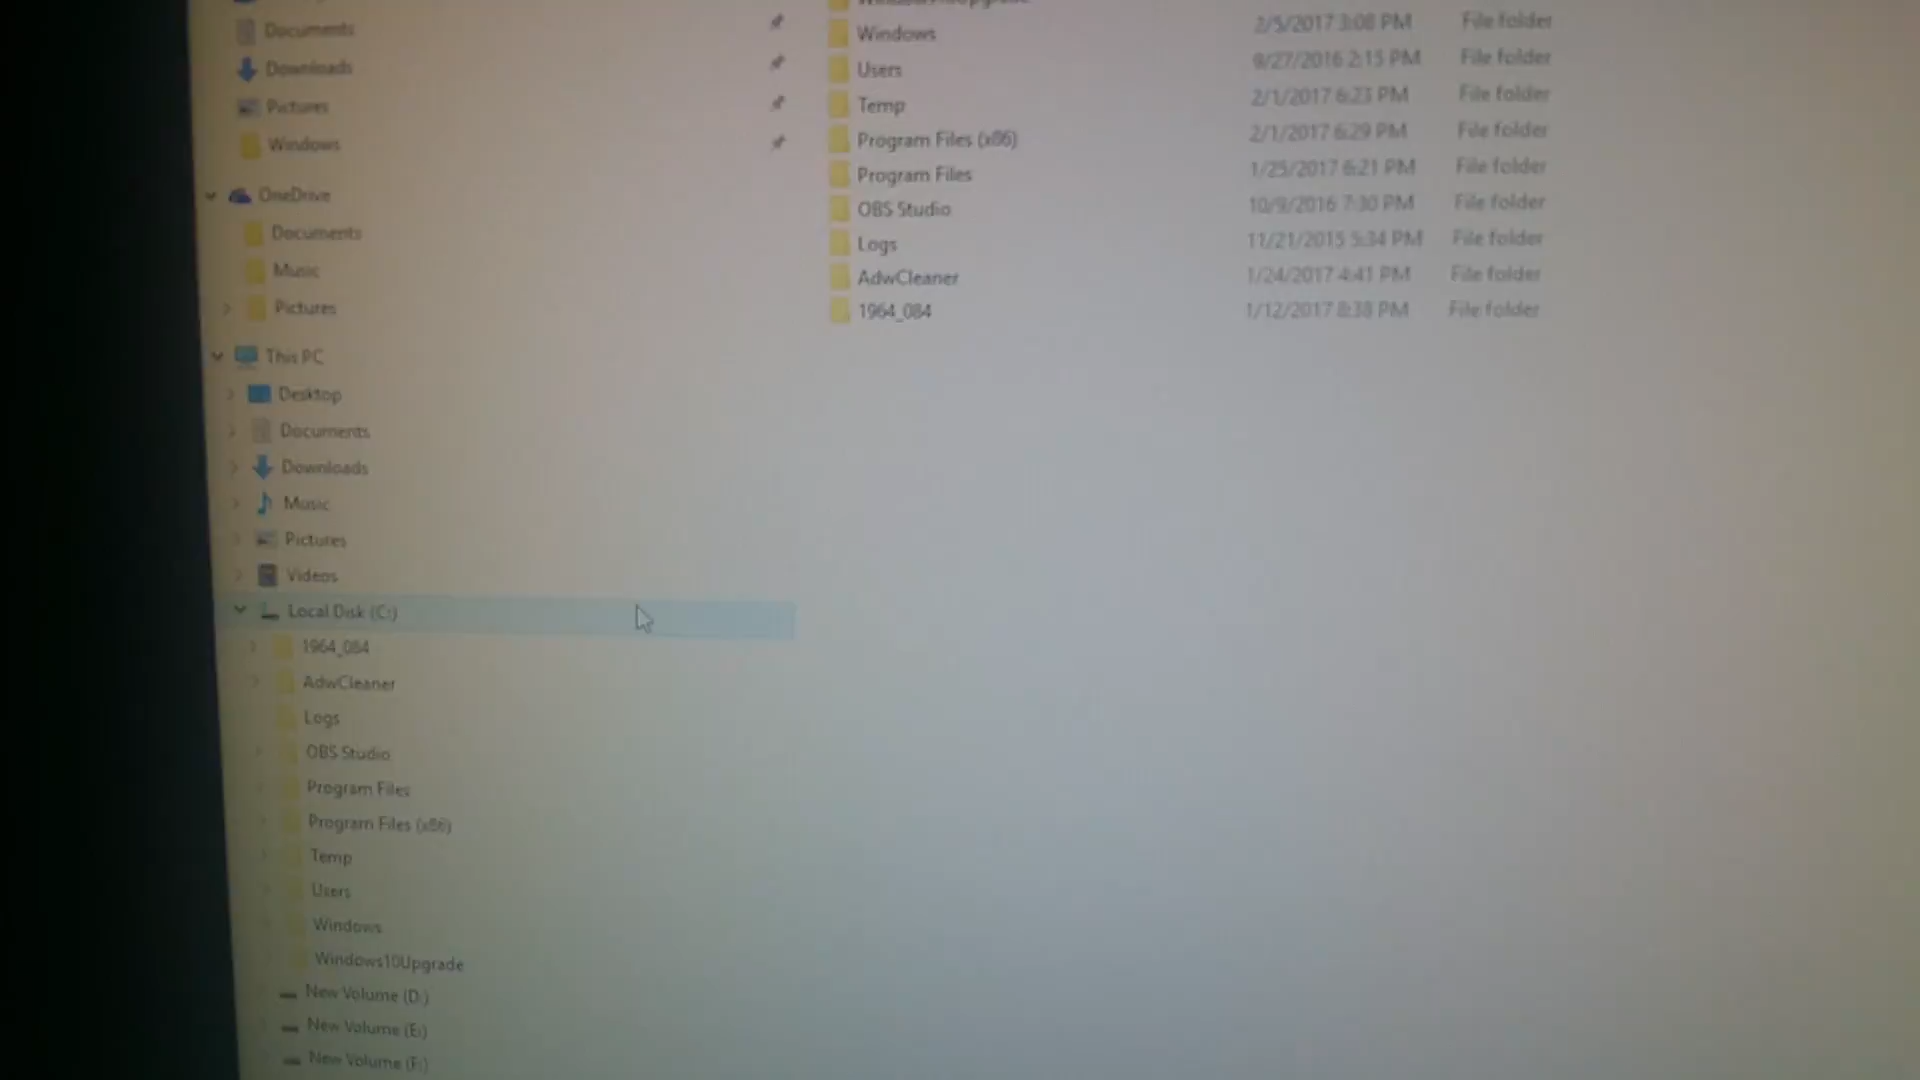 Documents
Downloads
Pictures
Windows
OneDrive
Documents
Music
Pictures
This PC
Desktop
Documents
Downloads
Music
Pictures
Videos
Local Disk (C:)
1964_084
AdwCleaner
Logs
OBS Studio
Program Files
Program Files (x86)
Temp
Users
Windows
Windows10Upgrade
New Volume (D:)
New Volume (E:)
New Volume (F:)
Windows10Upgrade
Windows 2/5/2017 3:08 PM File folder
Users 9/27/2016 2:15 PM File folder
Temp 2/1/2017 6:23 PM File folder
Program Files (x86) 2/1/2017 6:29 PM File folder
Program Files 1/25/2017 6:21 PM File folder
OBS Studio 10/9/2016 7:30 PM File folder
Logs 11/21/2015 5:34 PM File folder
AdwCleaner 1/24/2017 4:41 PM File folder
1964_084 1/12/2017 8:38 PM File folder